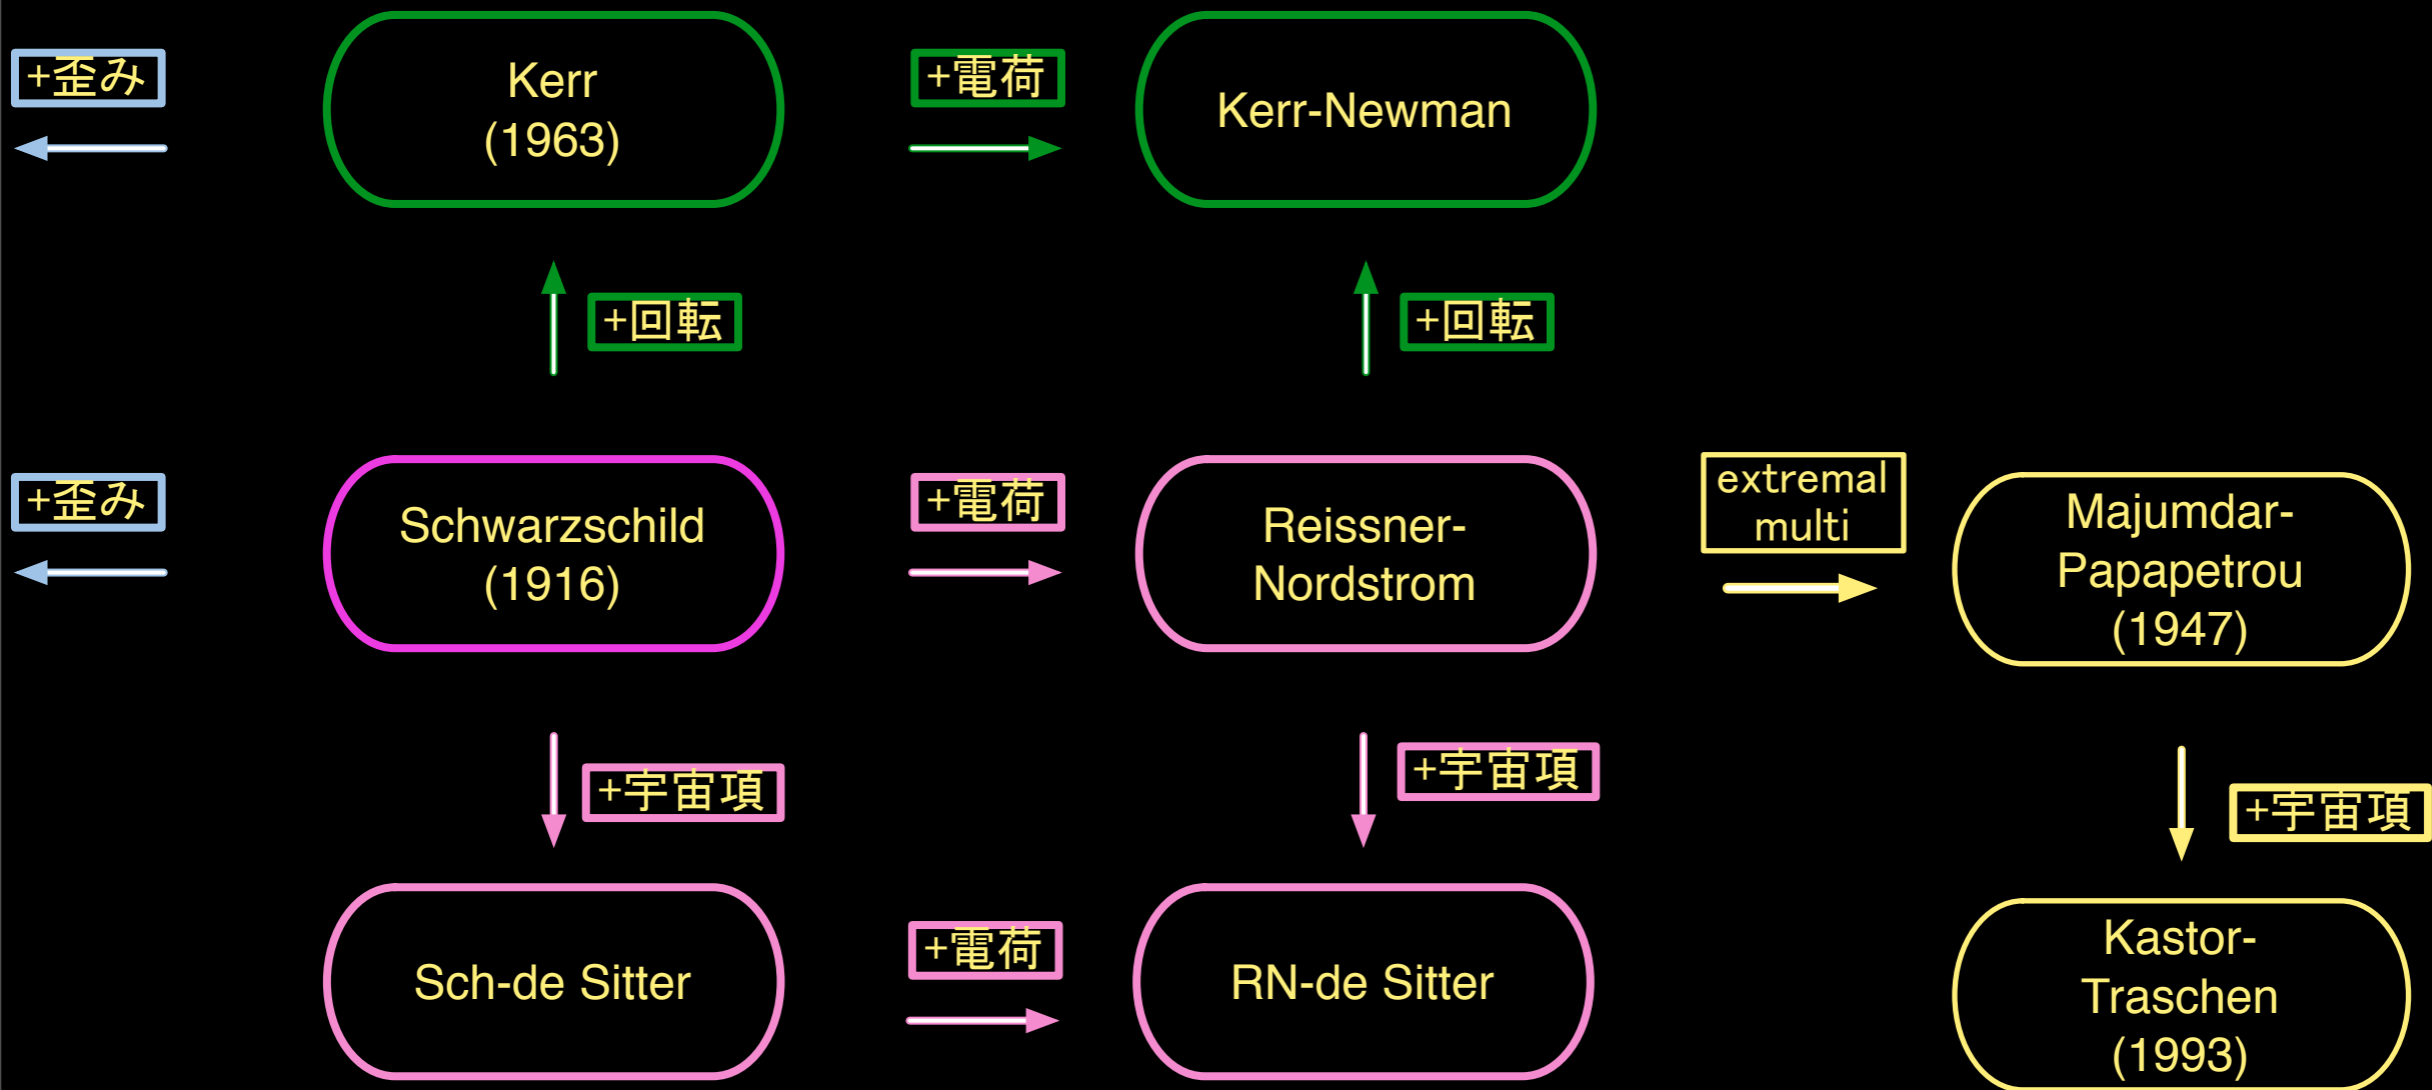 +歪み
Kerr
(1963)
+電荷
Kerr-Newman
+回転
+回転
+歪み
Schwarzschild
(1916)
+電荷
Reissner-
Nordstrom
extremal
multi
Majumdar-
Papapetrou
(1947)
+宇宙項
+宇宙項
+宇宙項
Sch-de Sitter
+電荷
RN-de Sitter
Kastor-
Traschen
(1993)